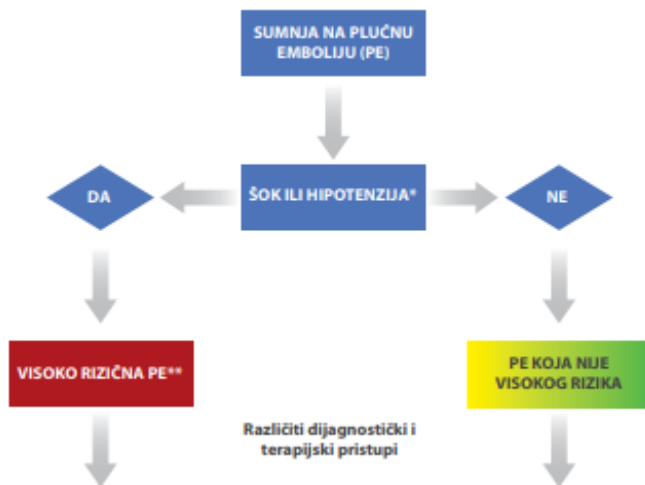 SUMNJA NA PLUĆNU
EMBOLIJU (PE)
DA
ŠOK ILI HIPOTENZIJA*
NE
VISOKO RIZIČNA PE**
PE KOJA NIJE
VISOKOG RIZIKA
Različiti dijagnostički i
terapijski pristupi